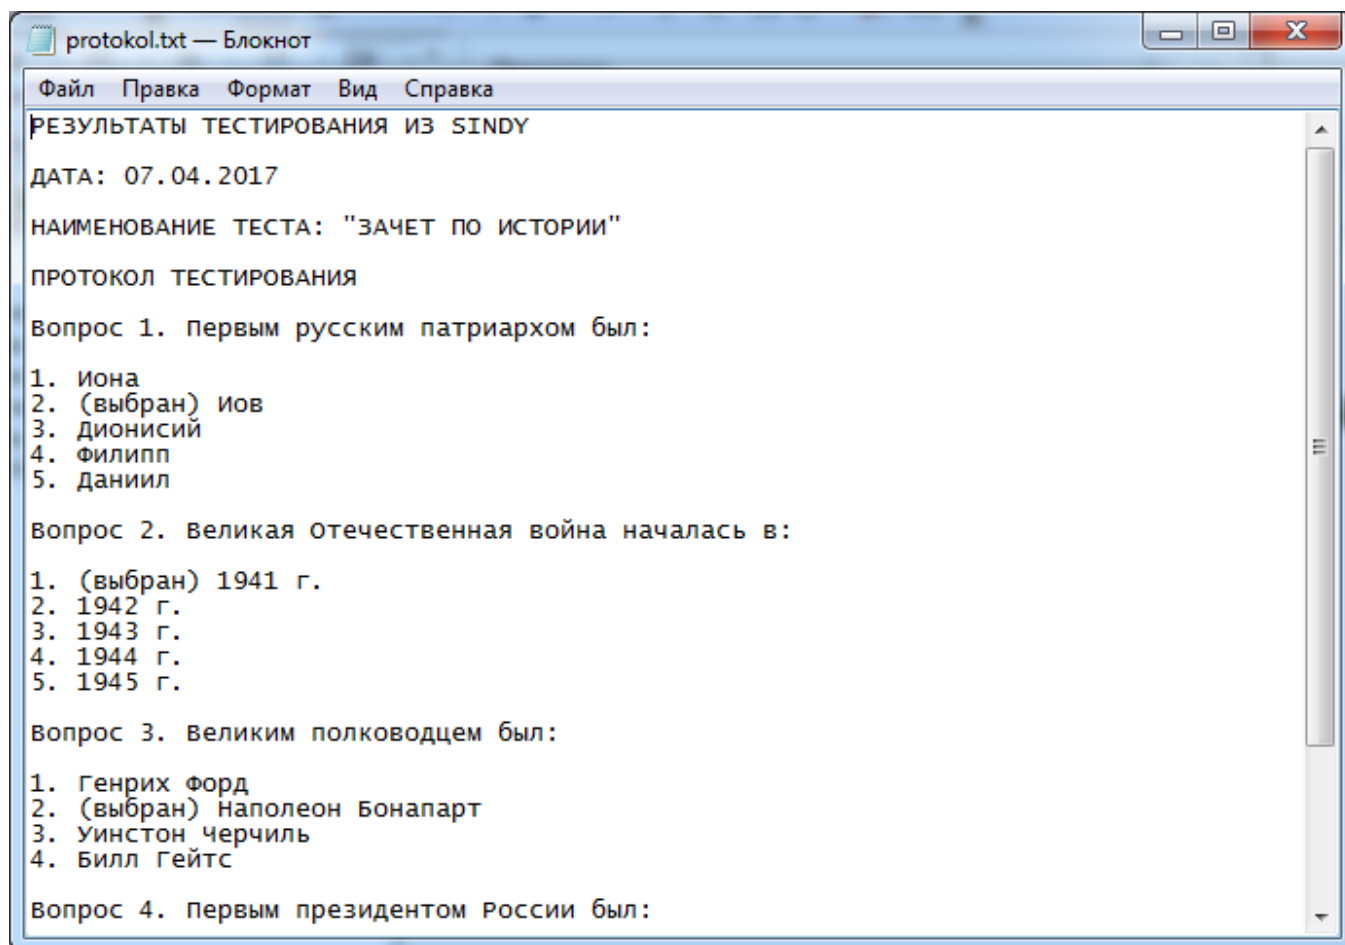 protokol.txt — Блокнот
Файл Правка Формат Вид Справка
РЕЗУЛЬТАТЫ ТЕСТИРОВАНИЯ ИЗ SINDY
ДАТА: 07.04.2017
НАИМЕНОВАНИЕ ТЕСТА: "ЗАЧЕТ ПО ИСТОРИИ"
ПРОТОКОЛ ТЕСТИРОВАНИЯ
Вопрос 1. Первым русским патриархом был:
1. Иона
2. (выбран) Иов
3. Дионисий
4. Филипп
5. Даниил
Вопрос 2. Великая Отечественная война началась в:
1. (выбран) 1941 г.
2. 1942 г.
3. 1943 г.
4. 1944 г.
5. 1945 г.
Вопрос 3. Великим полководцем был:
1. Генрих Форд
2. (выбран) Наполеон Бонапарт
3. Уинстон Черчиль
4. Билл Гейтс
Вопрос 4. Первым президентом России был: